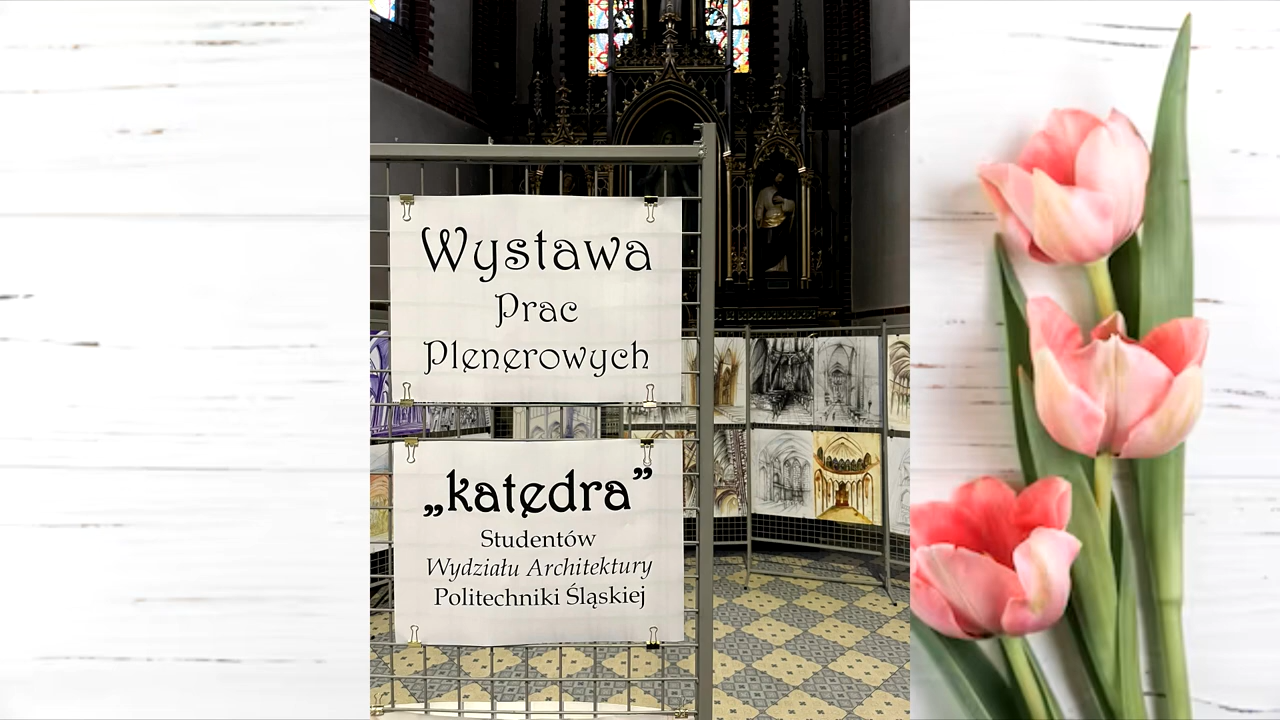 Wystawa
Prac
Plenerowych
„katedra”
Studentów
Wydziału Architektury
Politechniki Śląskiej